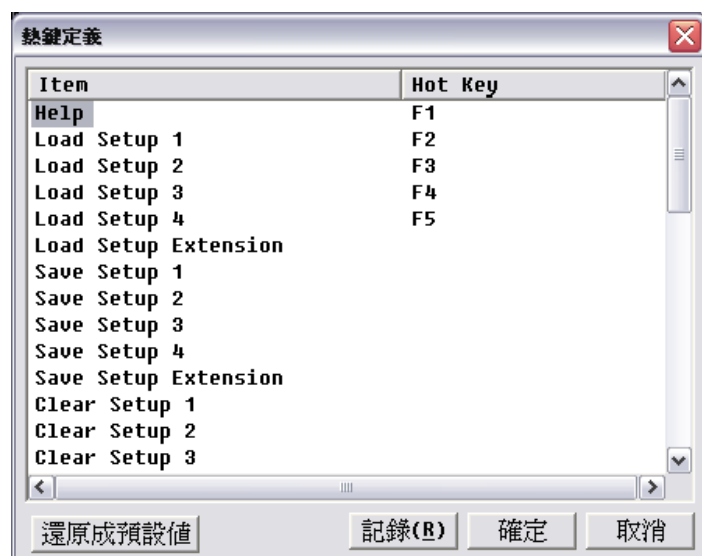 熱鍵定義
Item Hot Key
Help F1
Load Setup 1 F2
Load Setup 2 F3
Load Setup 3 F4
Load Setup 4 F5
Load Setup Extension
Save Setup 1
Save Setup 2
Save Setup 3
Save Setup 4
Save Setup Extension
Clear Setup 1
Clear Setup 2
Clear Setup 3
還原成預設值 記錄(R) 確定 取消